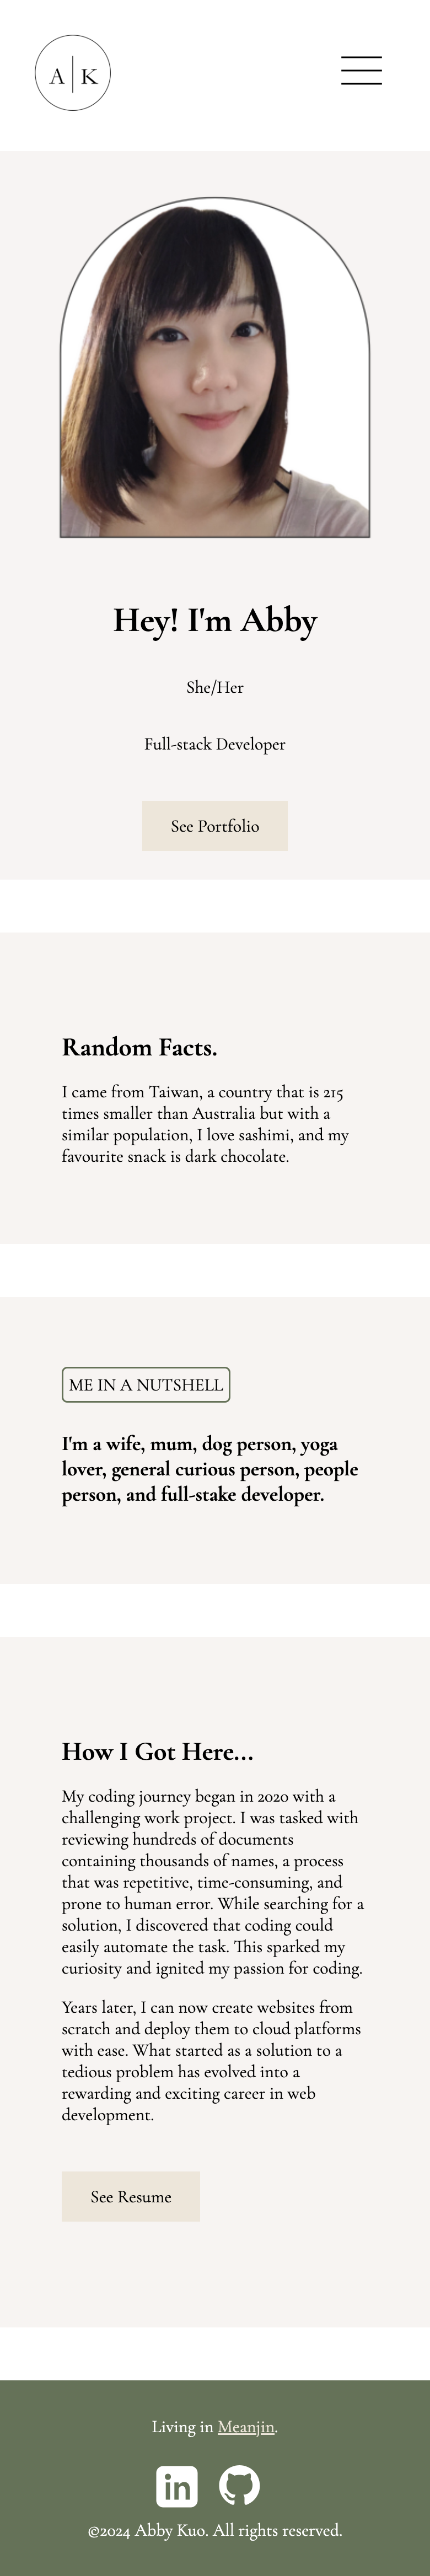 A | K
Hey! I'm Abby
She/Her
Full-stack Developer
See Portfolio
Random Facts.
I came from Taiwan, a country that is 215
times smaller than Australia but with a
similar population, I love sashimi, and my
favourite snack is dark chocolate.
ME IN A NUTSHELL
I'm a wife, mum, dog person, yoga
lover, general curious person, people
person, and full-stake developer.
How I Got Here...
My coding journey began in 2020 with a
challenging work project. I was tasked with
reviewing hundreds of documents
containing thousands of names, a process
that was repetitive, time-consuming, and
prone to human error. While searching for a
solution, I discovered that coding could
easily automate the task. This sparked my
curiosity and ignited my passion for coding.
Years later, I can now create websites from
scratch and deploy them to cloud platforms
with ease. What started as a solution to a
tedious problem has evolved into a
rewarding and exciting career in web
development.
See Resume
Living in Meanjin.
in
©2024 Abby Kuo. All rights reserved.